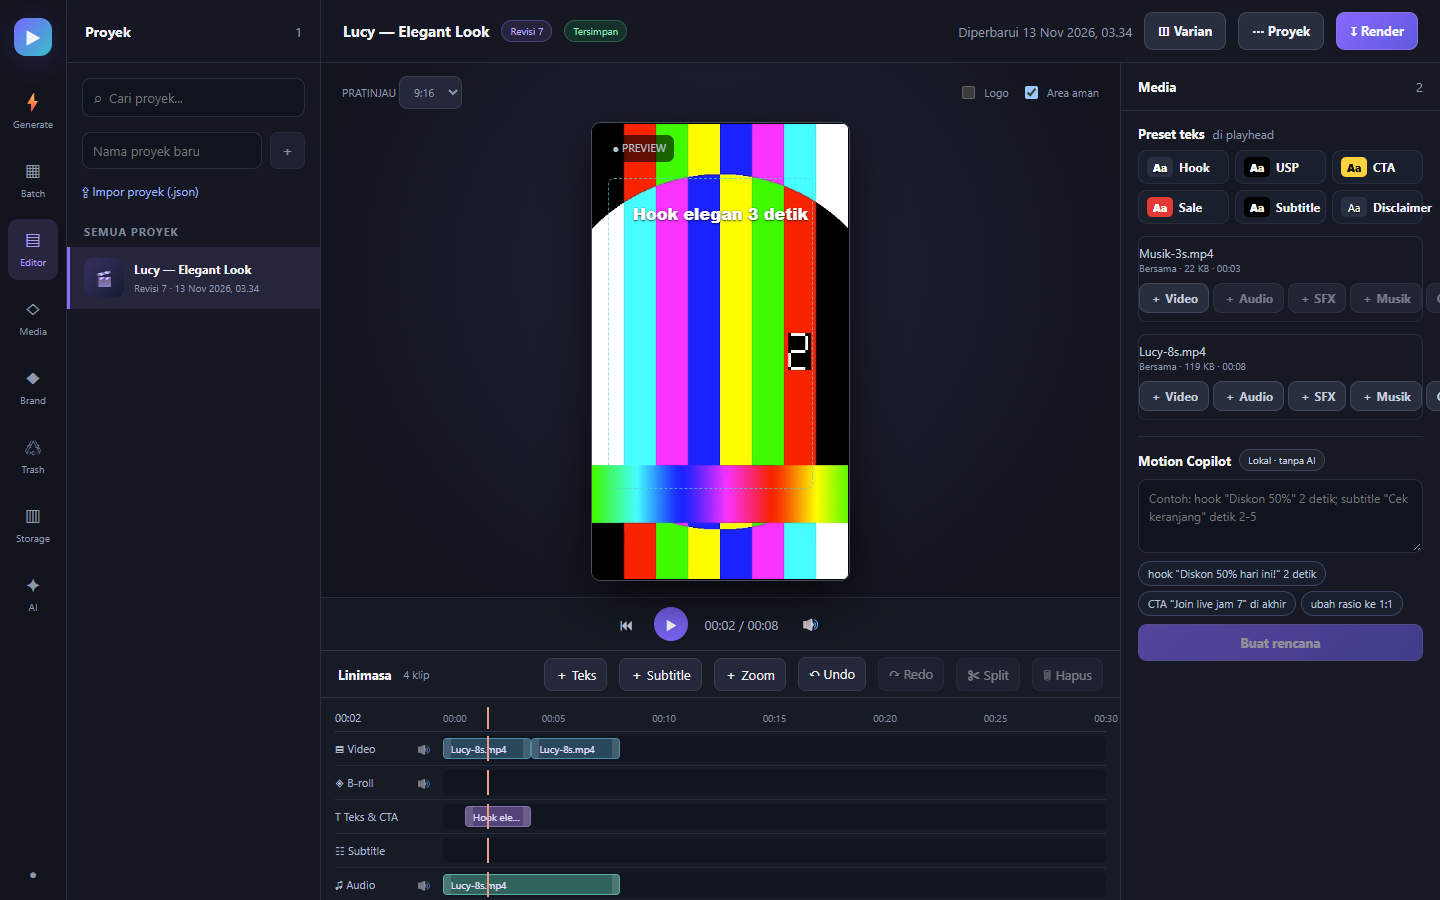 Generate
Batch
Editor
Media
Brand
Trash
Storage
AI
Proyek
1
Cari proyek...
Nama proyek baru
+
Impor proyek (.json)
SEMUA PROYEK
Lucy — Elegant Look
Revisi 7 · 13 Nov 2026, 03.34
Lucy — Elegant Look
Revisi 7
Tersimpan
Diperbarui 13 Nov 2026, 03.34
Varian
··· Proyek
Render
PRATINJAU
9:16
Logo
Area aman
● PREVIEW
Hook elegan 3 detik
2
00:02 / 00:08
Linimasa
4 klip
+ Teks
+ Subtitle
+ Zoom
Undo
Redo
Split
Hapus
00:02
00:00
00:05
00:10
00:15
00:20
00:25
00:30
Video
Lucy-8s.mp4
Lucy-8s.mp4
B-roll
T Teks & CTA
Hook ele...
Subtitle
Audio
Lucy-8s.mp4
Media
2
Preset teks
di playhead
Aa Hook
Aa USP
Aa CTA
Aa Sale
Aa Subtitle
Aa Disclaimer
Musik-3s.mp4
Bersama · 22 KB · 00:03
+ Video
+ Audio
+ SFX
+ Musik
Lucy-8s.mp4
Bersama · 119 KB · 00:08
+ Video
+ Audio
+ SFX
+ Musik
Motion Copilot
Lokal · tanpa AI
Contoh: hook "Diskon 50%" 2 detik; subtitle "Cek
keranjang" detik 2-5
hook "Diskon 50% hari ini!" 2 detik
CTA "Join live jam 7" di akhir
ubah rasio ke 1:1
Buat rencana